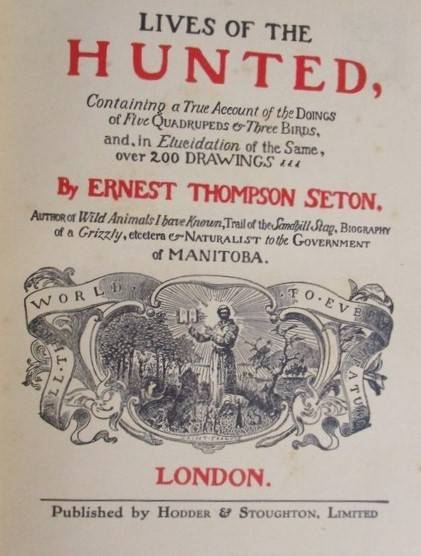 LIVES OF THE
HUNTED,
Containing a True Account of the DOINGS
of Five QUADRUPEDS & Three BIRDS,
and, in Elucidation of the Same,
over 200 DRAWINGS
By ERNEST THOMPSON SETON,
AUTHOR of Wild Animals I have Known, Trail of the Sandhill Stag, BIOGRAPHY
of a Grizzly, etcetera & NATURALIST to the GOVERNMENT
of MANITOBA.
WORLD · TO · EVERY
LONDON.
Published by HODDER & STOUGHTON, LIMITED